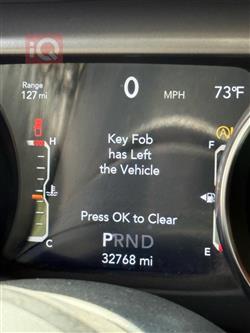 iQ
Range
127 mi
0 MPH
73°F
H
C
Key Fob
has Left
the Vehicle
Press OK to Clear
PRND
32768 mi
A
F
E